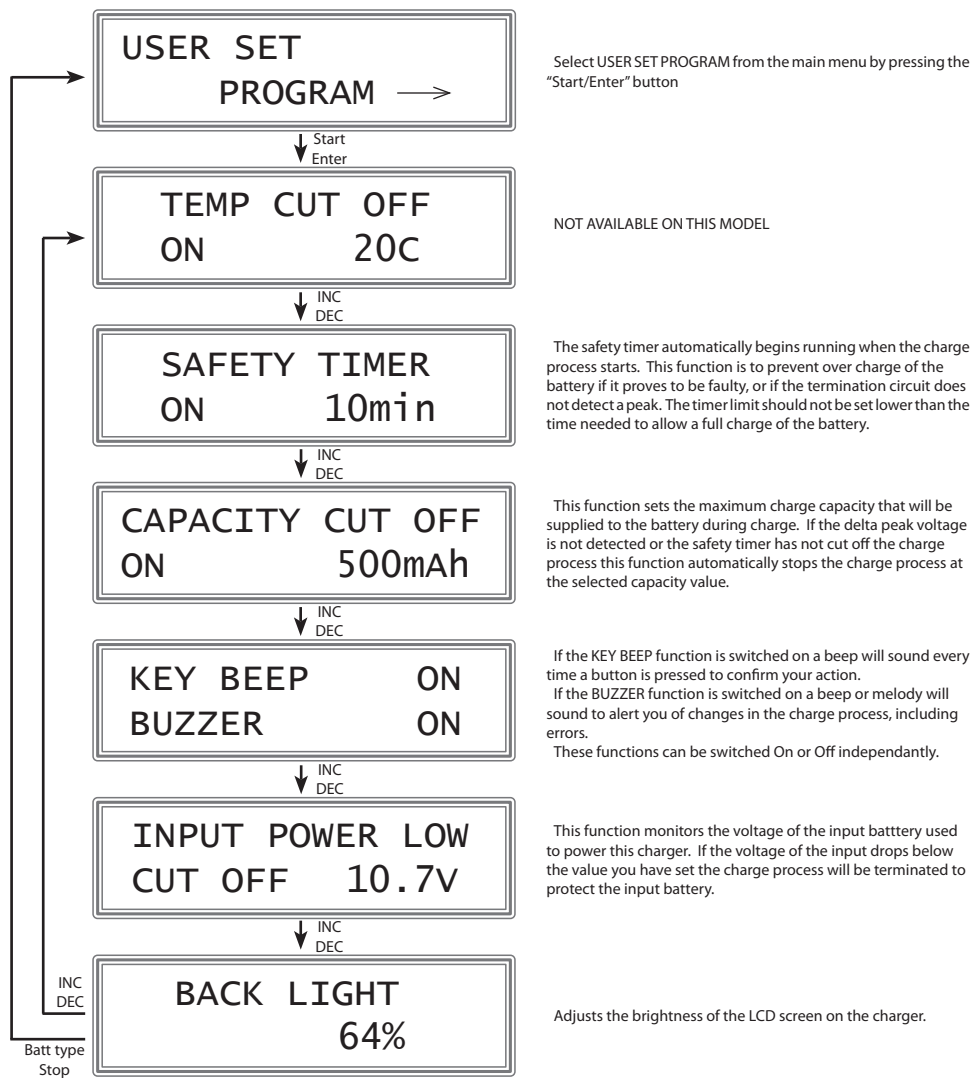 USER SET
PROGRAM →
Select USER SET PROGRAM from the main menu by pressing the
“Start/Enter” button
Start
Enter
TEMP CUT OFF
ON 20C
NOT AVAILABLE ON THIS MODEL
INC
DEC
SAFETY TIMER
ON 10min
The safety timer automatically begins running when the charge
process starts. This function is to prevent over charge of the
battery if it proves to be faulty, or if the termination circuit does
not detect a peak. The timer limit should not be set lower than the
time needed to allow a full charge of the battery.
INC
DEC
CAPACITY CUT OFF
ON 500mAh
This function sets the maximum charge capacity that will be
supplied to the battery during charge. If the delta peak voltage
is not detected or the safety timer has not cut off the charge
process this function automatically stops the charge process at
the selected capacity value.
INC
DEC
KEY BEEP ON
BUZZER ON
If the KEY BEEP function is switched on a beep will sound every
time a button is pressed to confirm your action.
If the BUZZER function is switched on a beep or melody will
sound to alert you of changes in the charge process, including
errors.
These functions can be switched On or Off independantly.
INC
DEC
INPUT POWER LOW
CUT OFF 10.7V
This function monitors the voltage of the input batttery used
to power this charger. If the voltage of the input drops below
the value you have set the charge process will be terminated to
protect the input battery.
INC
DEC
BACK LIGHT
64%
Adjusts the brightness of the LCD screen on the charger.
INC
DEC
Batt type
Stop